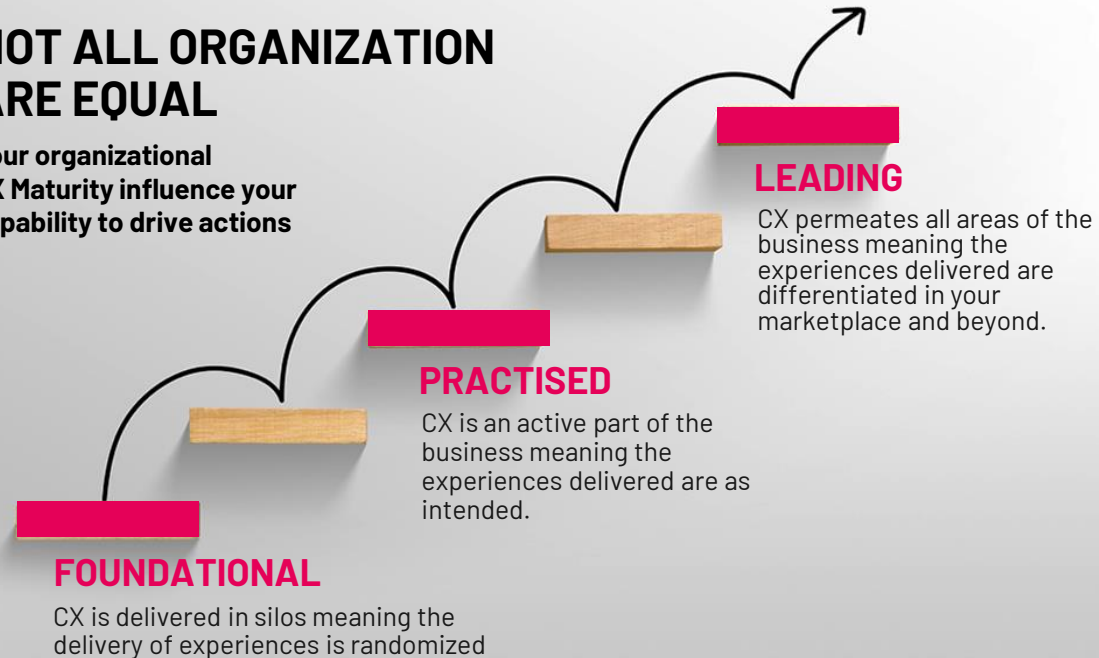 OT ALL ORGANIZATION
ARE EQUAL
our organizational
X Maturity influence your
pability to drive actions
LEADING
CX permeates all areas of the
business meaning the
experiences delivered are
differentiated in your
marketplace and beyond.
PRACTISED
CX is an active part of the
business meaning the
experiences delivered are as
intended.
FOUNDATIONAL
CX is delivered in silos meaning the
delivery of experiences is randomized